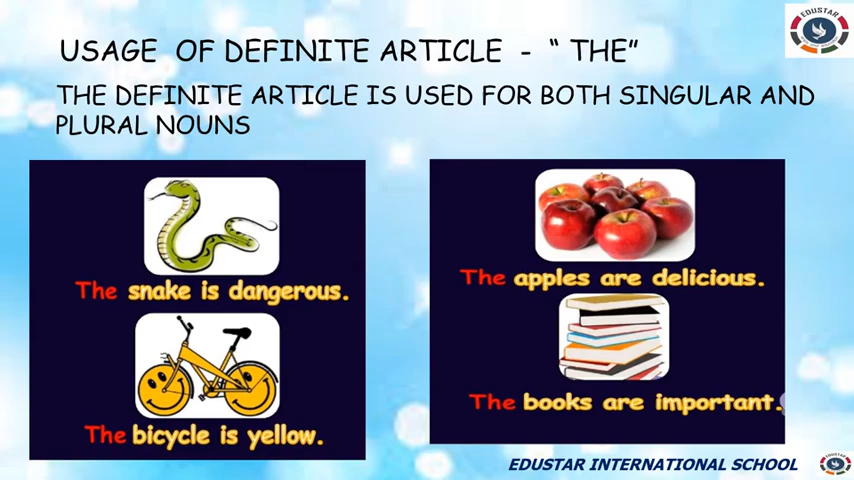 EDUSTAR
USAGE OF DEFINITE ARTICLE - “ THE”
THE DEFINITE ARTICLE IS USED FOR BOTH SINGULAR AND
PLURAL NOUNS
The snake is dangerous.
The bicycle is yellow.
The apples are delicious.
The books are important.
EDUSTAR INTERNATIONAL SCHOOL